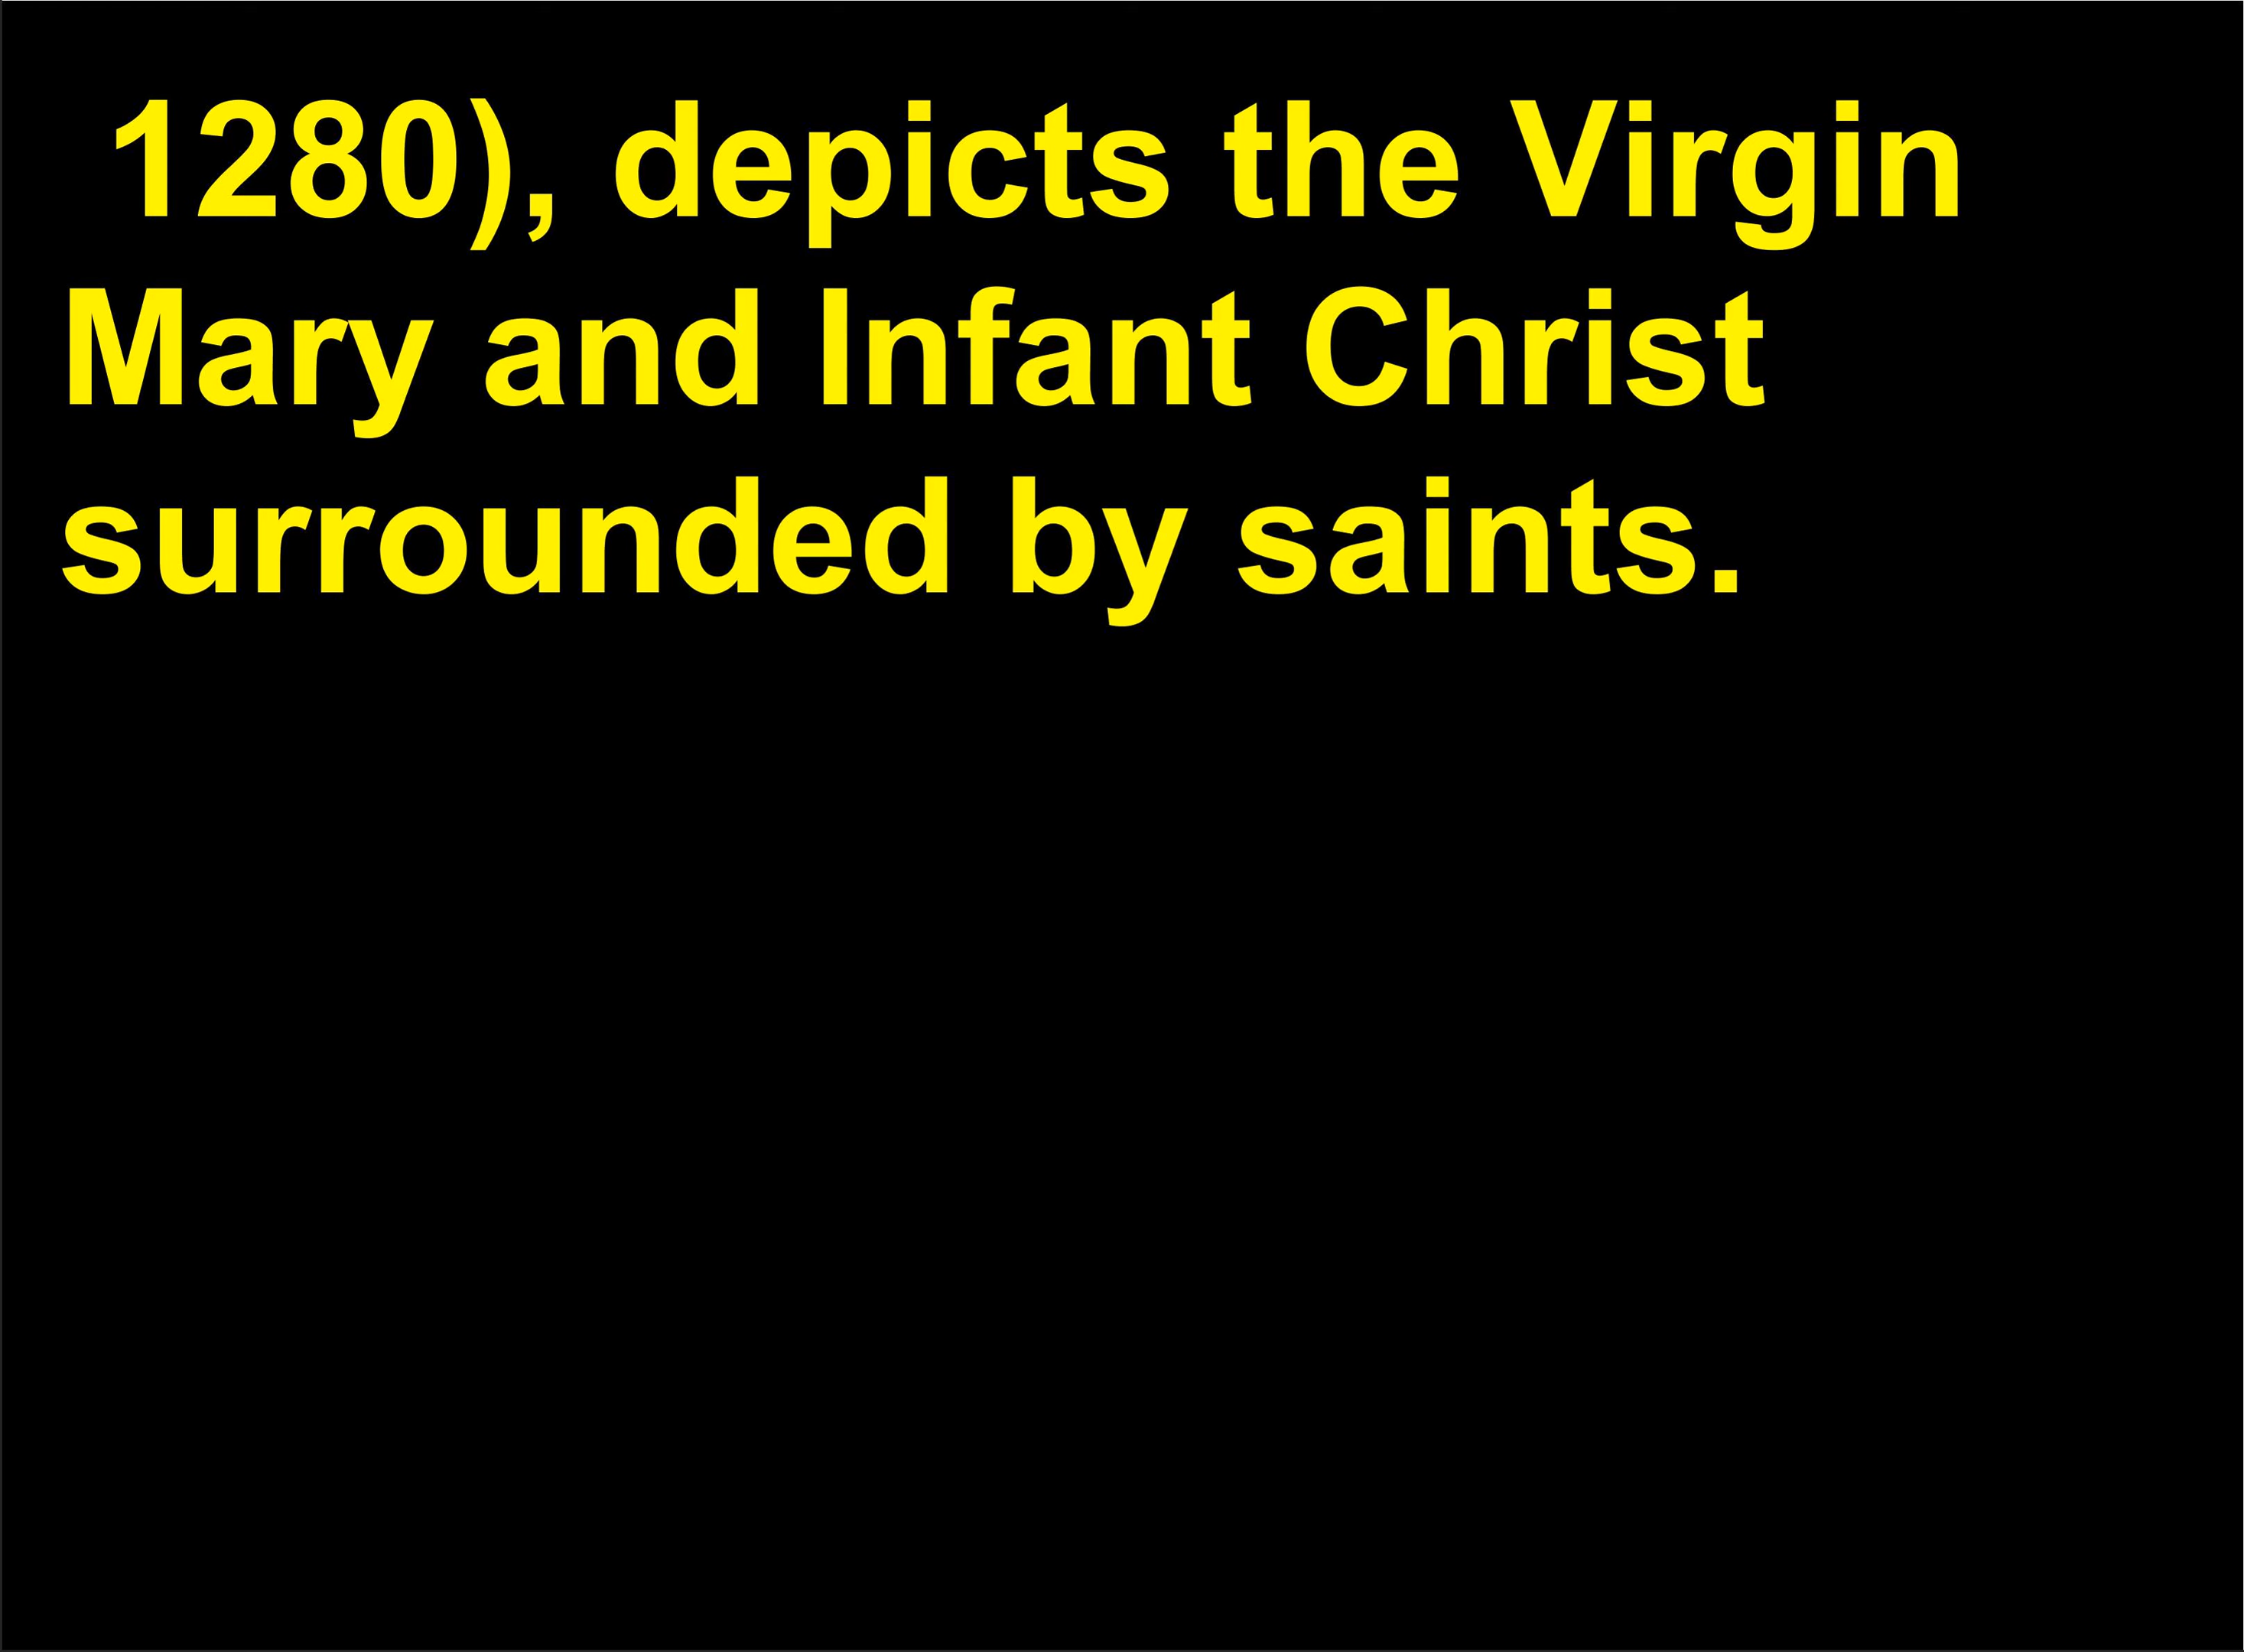 1280), depicts the Virgin
Mary and Infant Christ
surrounded by saints.